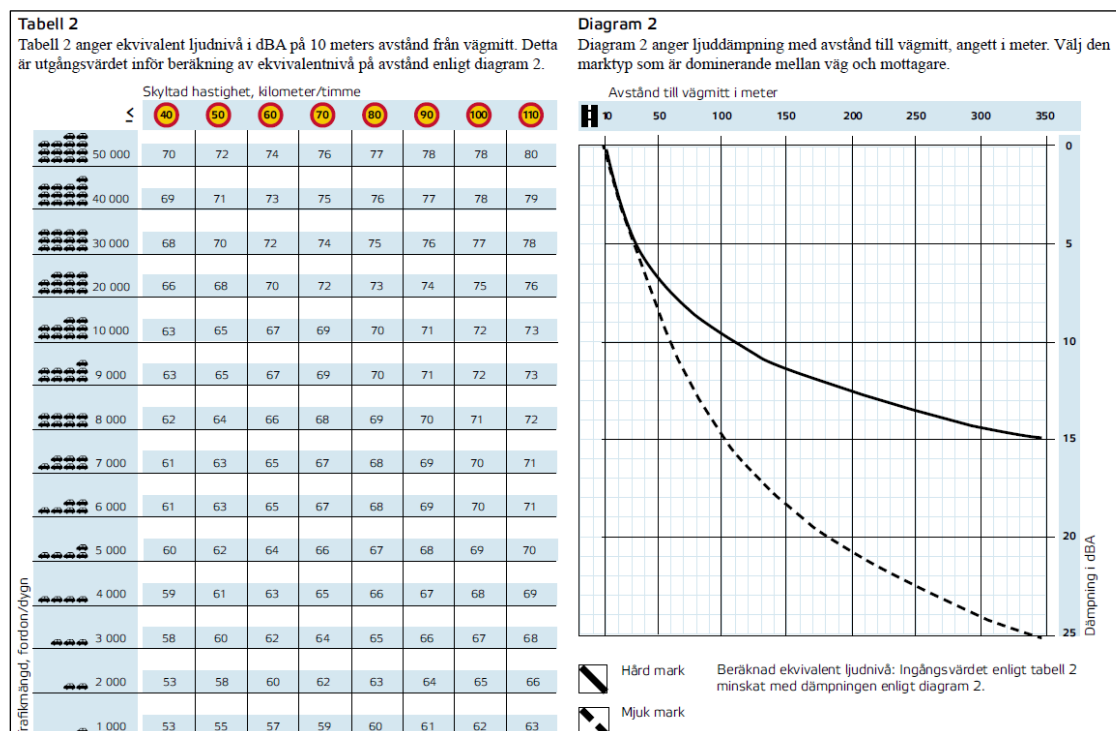 Tabell 2
Tabell 2 anger ekvivalent ljudnivå i dBA på 10 meters avstånd från vägmitt. Detta
är utgångsvärdet inför beräkning av ekvivalentnivå på avstånd enligt diagram 2.
Skyltad hastighet, kilometer/timme
≤ 40 50 60 70 80 90 100 110
50 000 70 72 74 76 77 78 78 80
40 000 69 71 73 75 76 77 78 79
30 000 68 70 72 74 75 76 77 78
20 000 66 68 70 72 73 74 75 76
10 000 63 65 67 69 70 71 72 73
9 000 63 65 67 69 70 71 72 73
8 000 62 64 66 68 69 70 71 72
7 000 61 63 65 67 68 69 70 71
6 000 61 63 65 67 68 69 70 71
5 000 60 62 64 66 67 68 69 70
4 000 59 61 63 65 66 67 68 69
3 000 58 60 62 64 65 66 67 68
2 000 53 58 60 62 63 64 65 66
1 000 53 55 57 59 60 61 62 63
rafikmängd, fordon/dygn
Diagram 2
Diagram 2 anger ljuddämpning med avstånd till vägmitt, angett i meter. Välj den
marktyp som är dominerande mellan väg och mottagare.
Avstånd till vägmitt i meter
10 50 100 150 200 250 300 350
0
5
10
15
20
25
Dämpning i dBA
Hård mark
Mjuk mark
Beräknad ekvivalent ljudnivå: Ingångsvärdet enligt tabell 2
minskat med dämpningen enligt diagram 2.